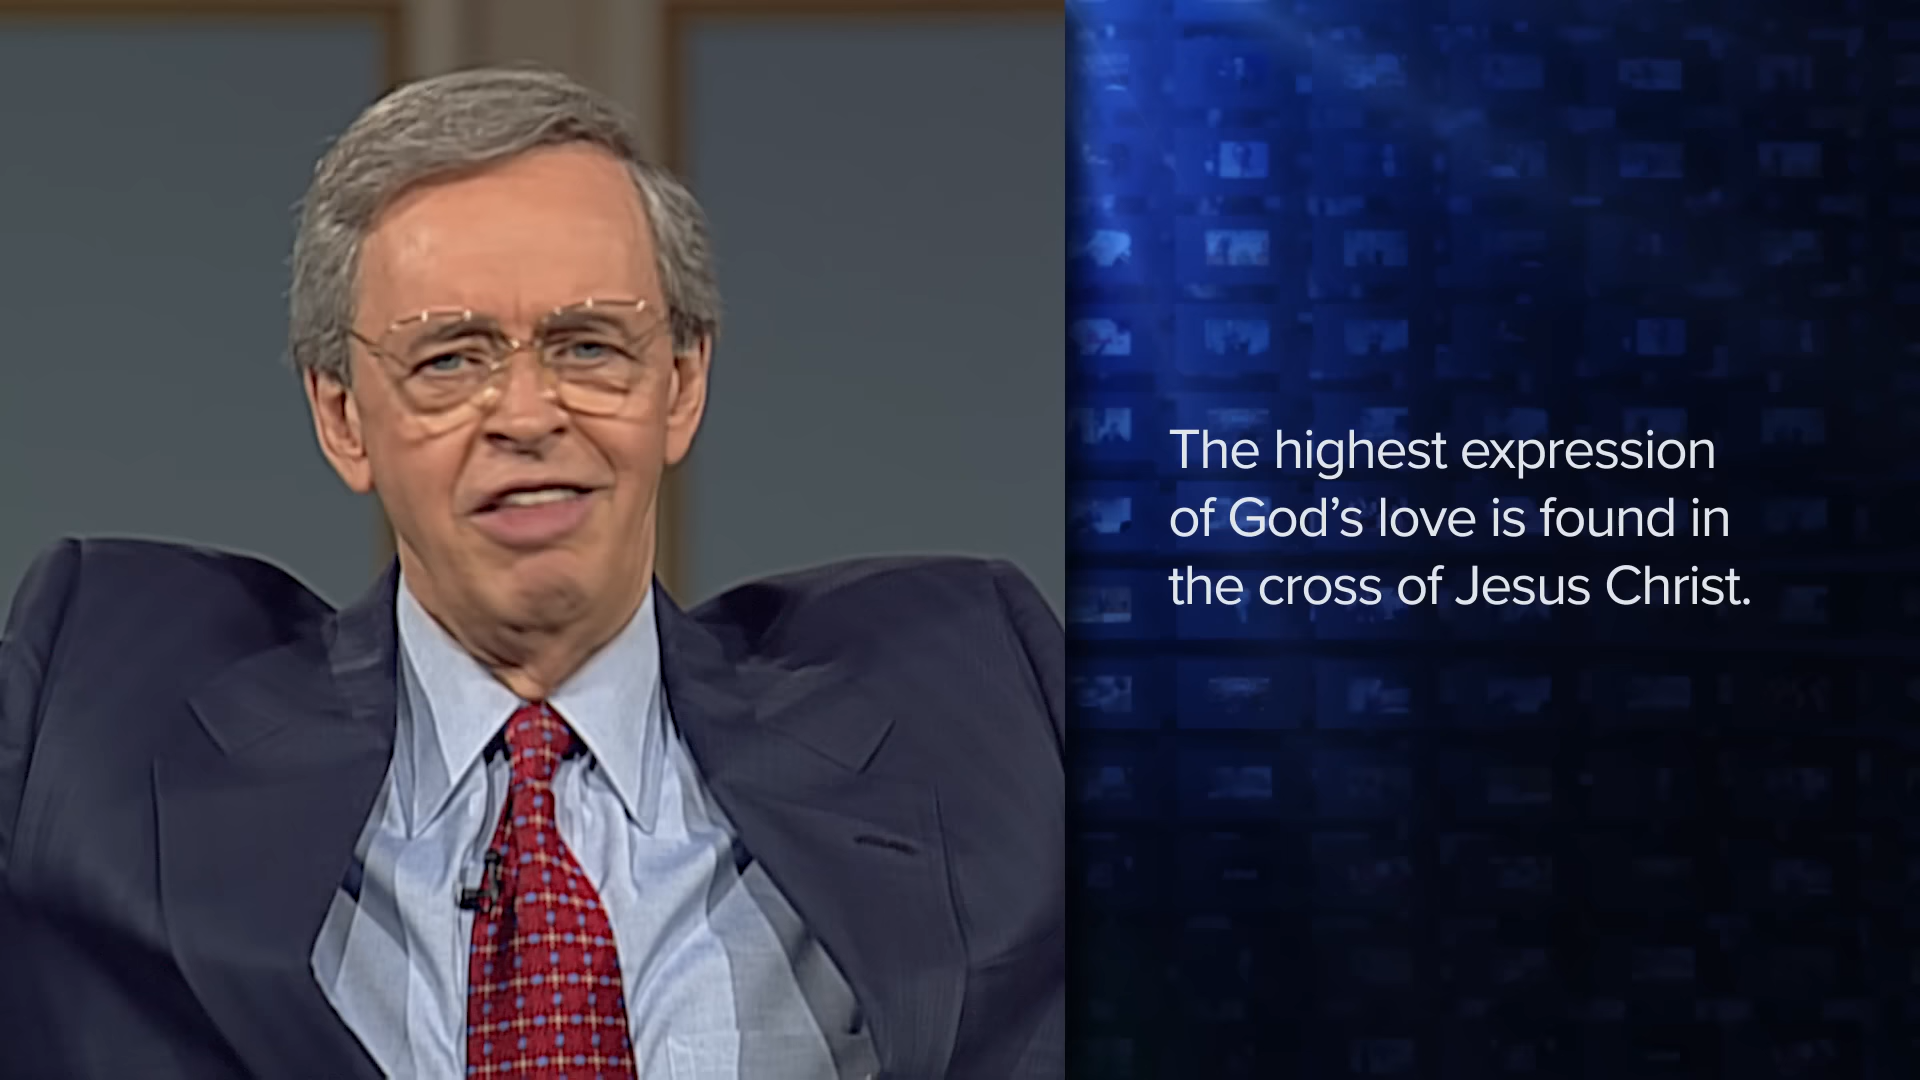 The highest expression
of God’s love is found in
the cross of Jesus Christ.